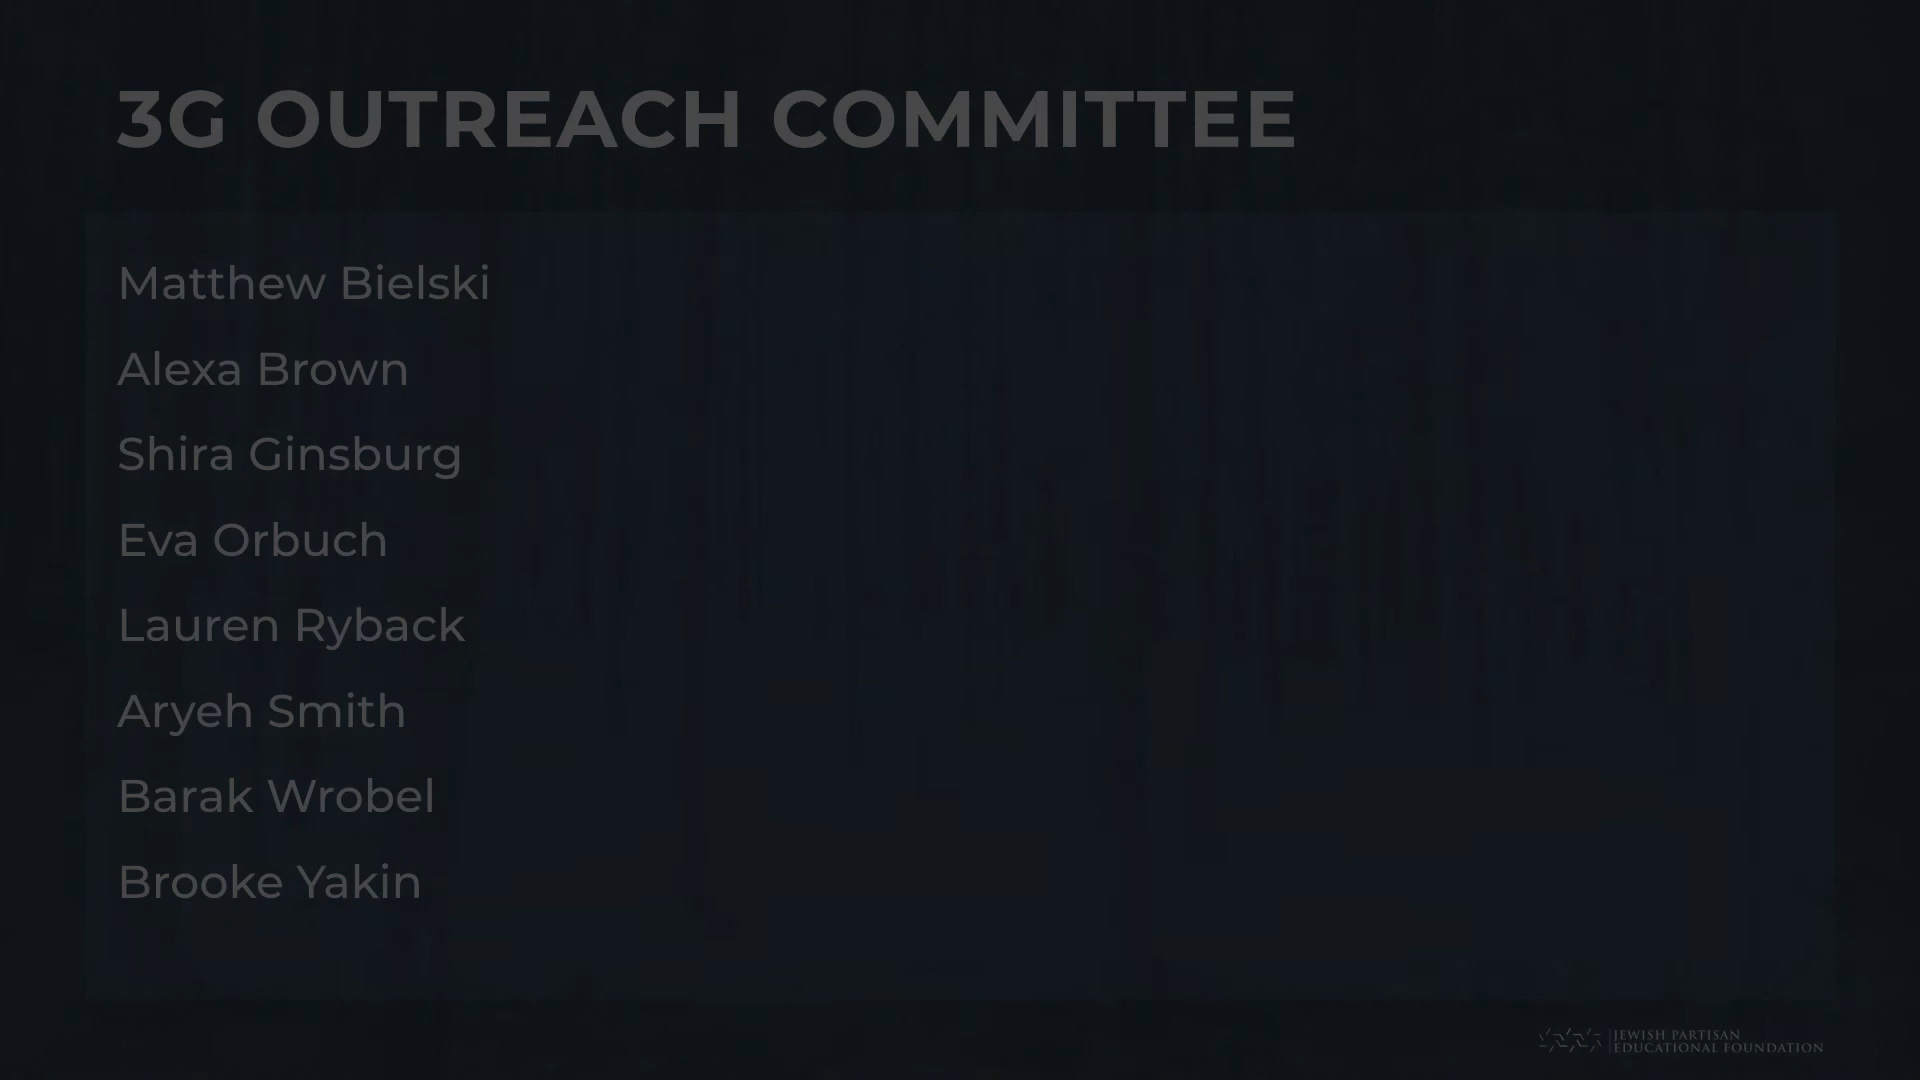 3G OUTREACH COMMITTEE
Matthew Bielski
Alexa Brown
Shira Ginsburg
Eva Orbuch
Lauren Ryback
Aryeh Smith
Barak Wrobel
Brooke Yakin
JEWISH PARTISAN
EDUCATIONAL FOUNDATION